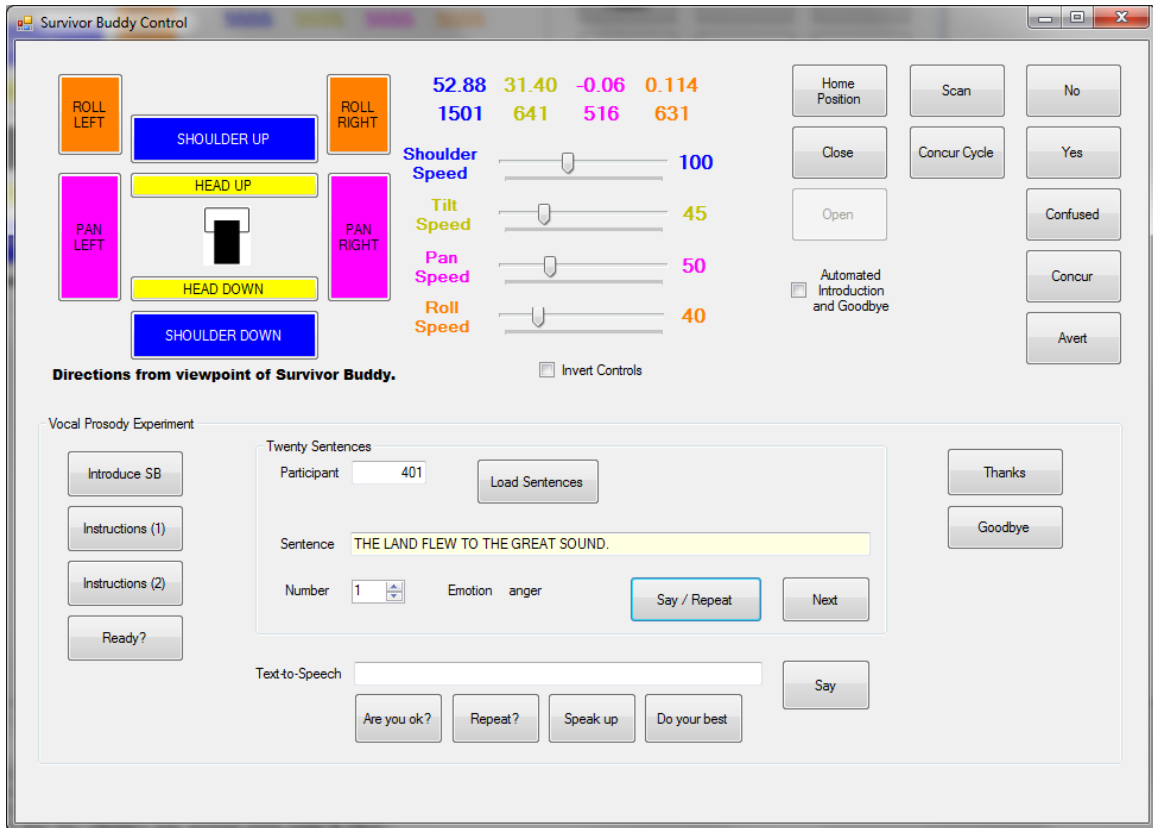 Survivor Buddy Control
ROLL
LEFT
SHOULDER UP
ROLL
RIGHT
HEAD UP
PAN
LEFT
PAN
RIGHT
HEAD DOWN
SHOULDER DOWN
Directions from viewpoint of Survivor Buddy.
52.88 31.40 -0.06 0.114
1501 641 516 631
Shoulder
Speed
100
Tilt
Speed
45
Pan
Speed
50
Roll
Speed
40
Invert Controls
Home
Position
Scan
No
Close
Concur Cycle
Yes
Open
Confused
Automated
Introduction
and Goodbye
Concur
Avert
Vocal Prosody Experiment
Introduce SB
Instructions (1)
Instructions (2)
Ready?
Twenty Sentences
Participant 401
Load Sentences
Sentence THE LAND FLEW TO THE GREAT SOUND.
Number 1 Emotion anger
Say / Repeat
Next
Thanks
Goodbye
Text-to-Speech
Say
Are you ok?
Repeat?
Speak up
Do your best